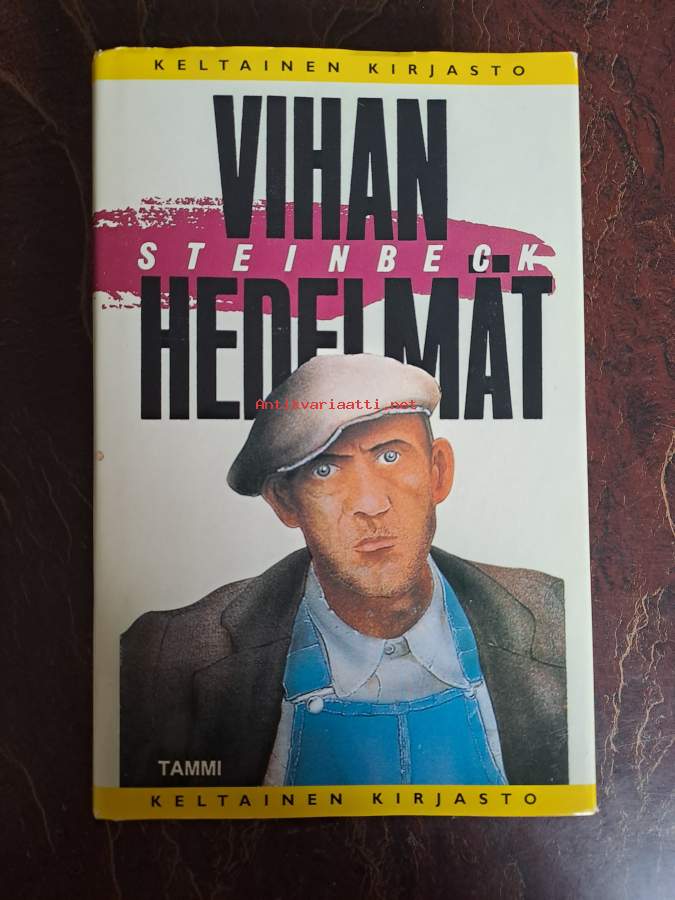 KELTAINEN KIRJASTO
VIHAN
STEINBECK
HEDELMÄT
Antikvariaatti.net
TAMMI
KELTAINEN KIRJASTO